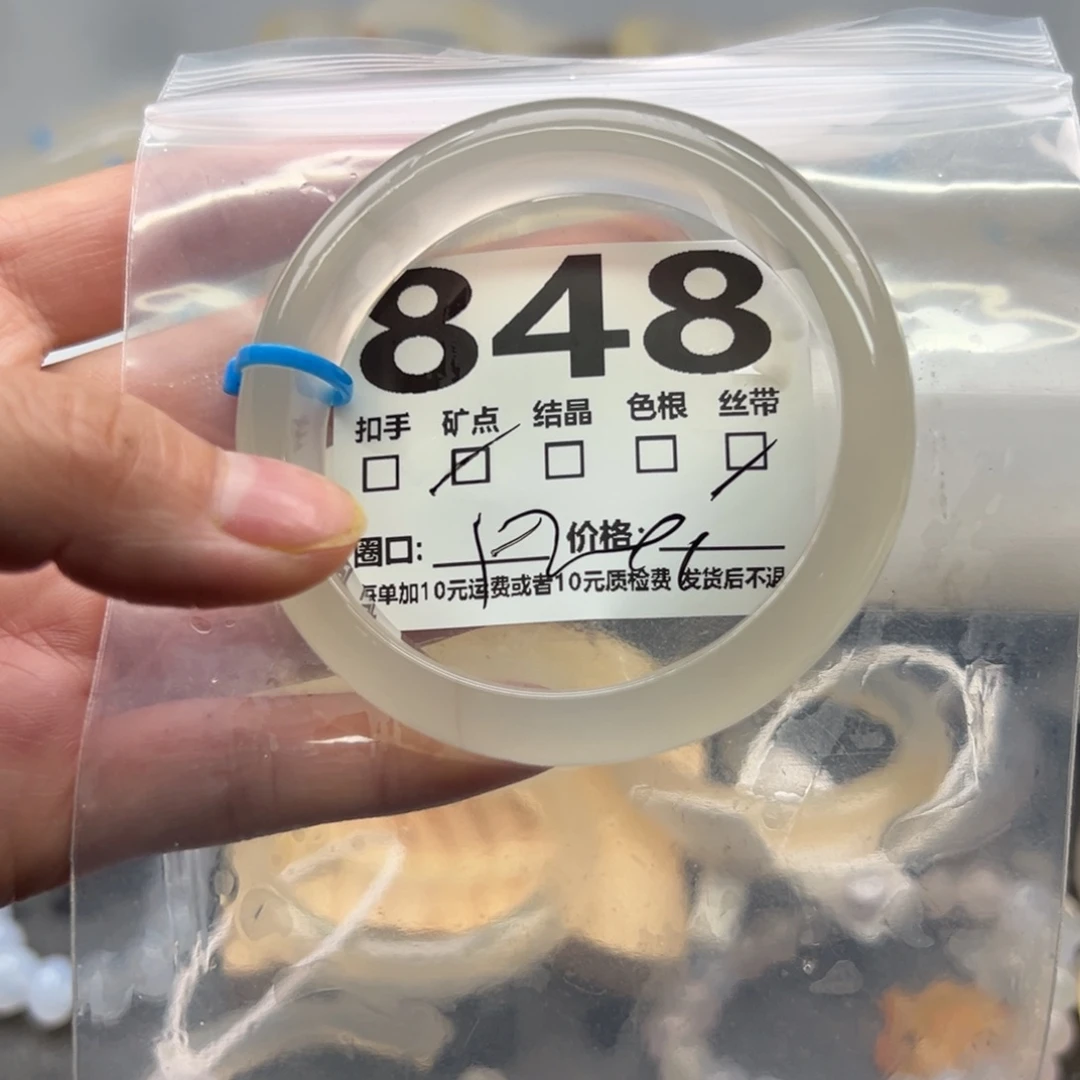 848
扣手 矿点 结晶 色根 丝带
圈口: 价格:
每单加10元运费或者10元质检费 发货后不退